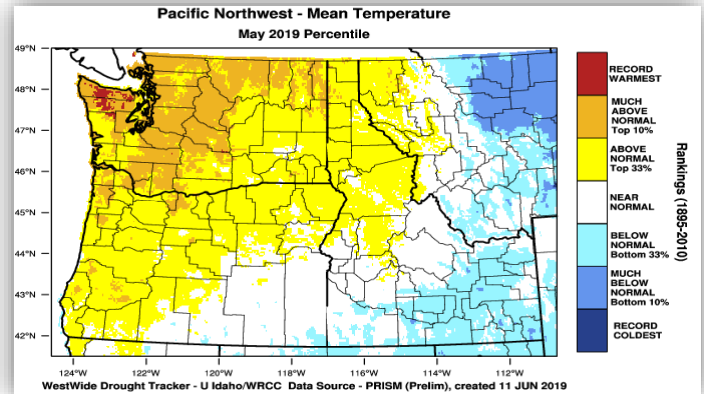 Pacific Northwest - Mean Temperature
May 2019 Percentile
49°N
48°N
47°N
46°N
45°N
44°N
43°N
42°N
124°W
122°W
120°W
118°W
116°W
114°W
112°W
RECORD
WARMEST
MUCH
ABOVE
NORMAL
Top 10%
ABOVE
NORMAL
Top 33%
NEAR
NORMAL
BELOW
NORMAL
Bottom 33%
MUCH
BELOW
NORMAL
Bottom 10%
RECORD
COLDEST
Rankings (1895-2010)
WestWide Drought Tracker - U Idaho/WRCC Data Source - PRISM (Prelim), created 11 JUN 2019